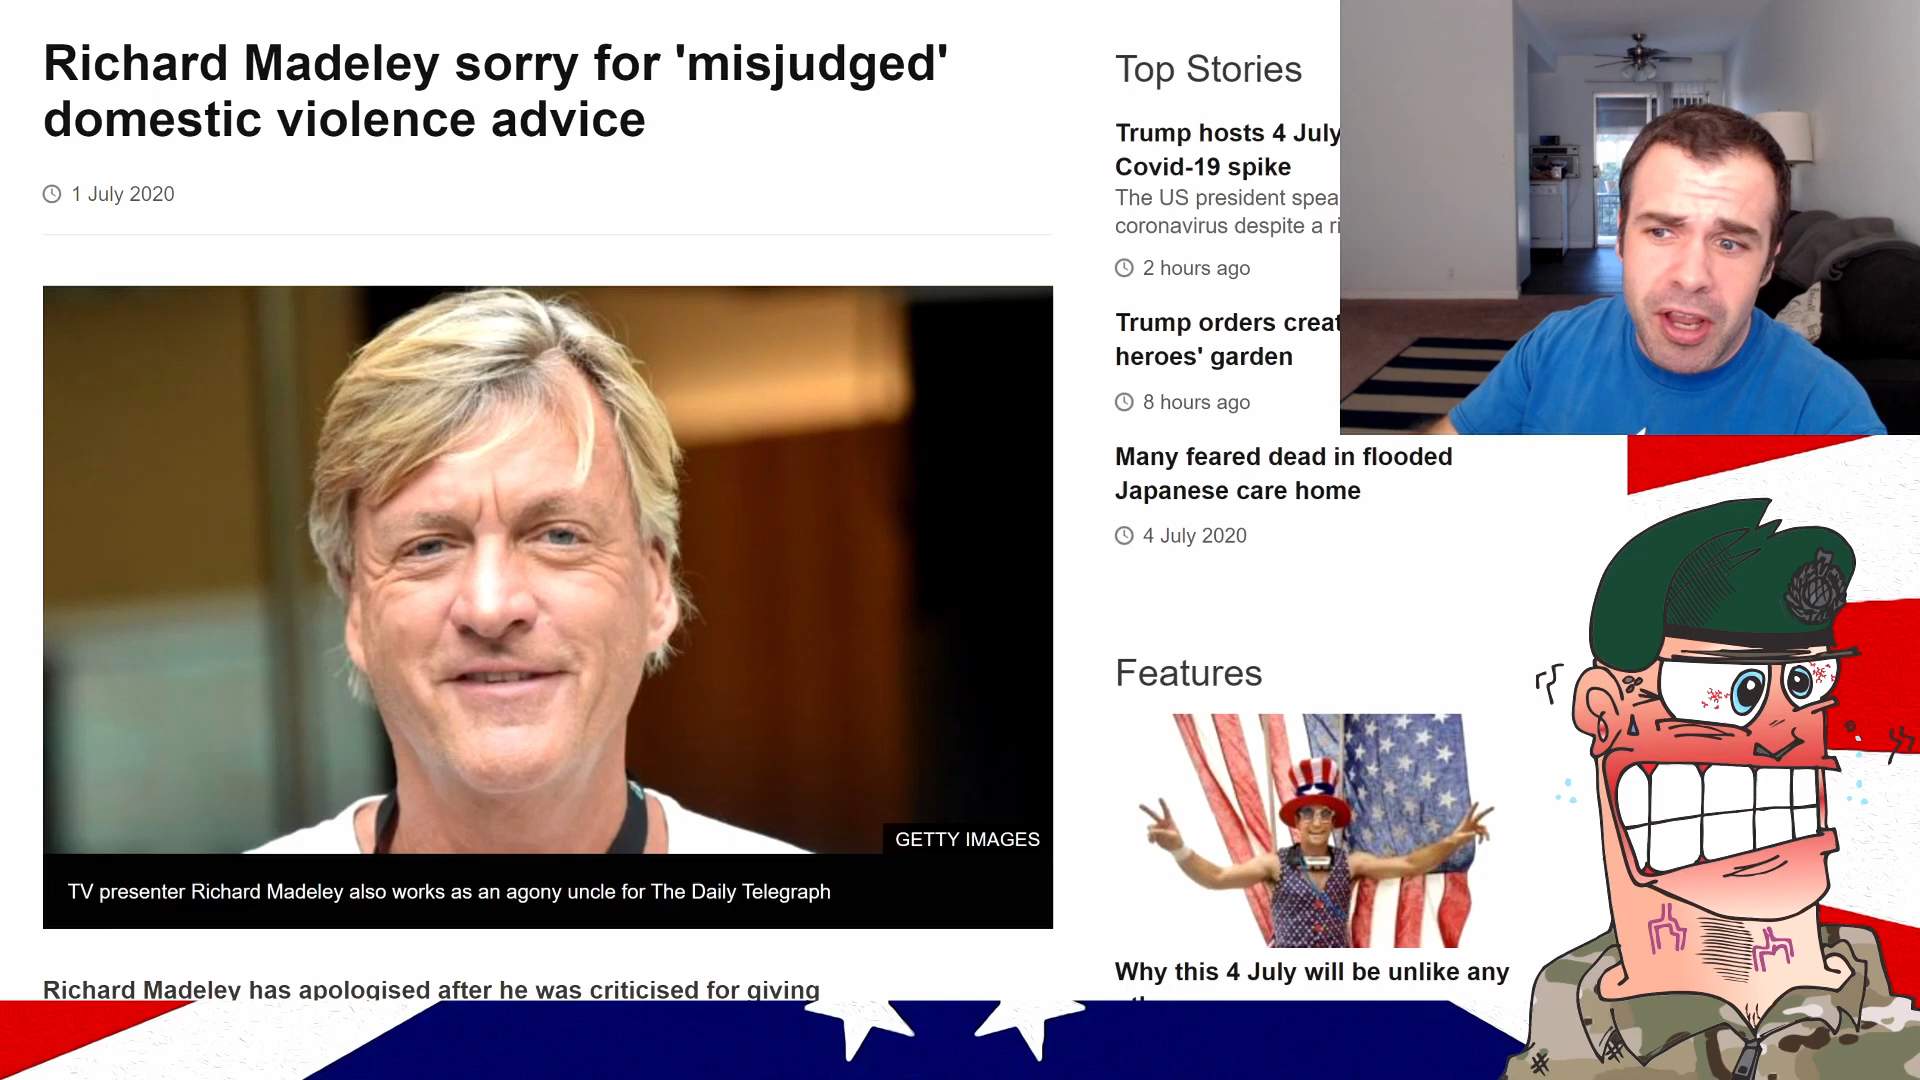 Richard Madeley sorry for 'misjudged'
domestic violence advice
1 July 2020
GETTY IMAGES
TV presenter Richard Madeley also works as an agony uncle for The Daily Telegraph
Richard Madeley has apologised after he was criticised for giving
Top Stories
Trump hosts 4 July
Covid-19 spike
The US president spea
coronavirus despite a ri
2 hours ago
Trump orders creat
heroes' garden
8 hours ago
Many feared dead in flooded
Japanese care home
4 July 2020
Features
Why this 4 July will be unlike any